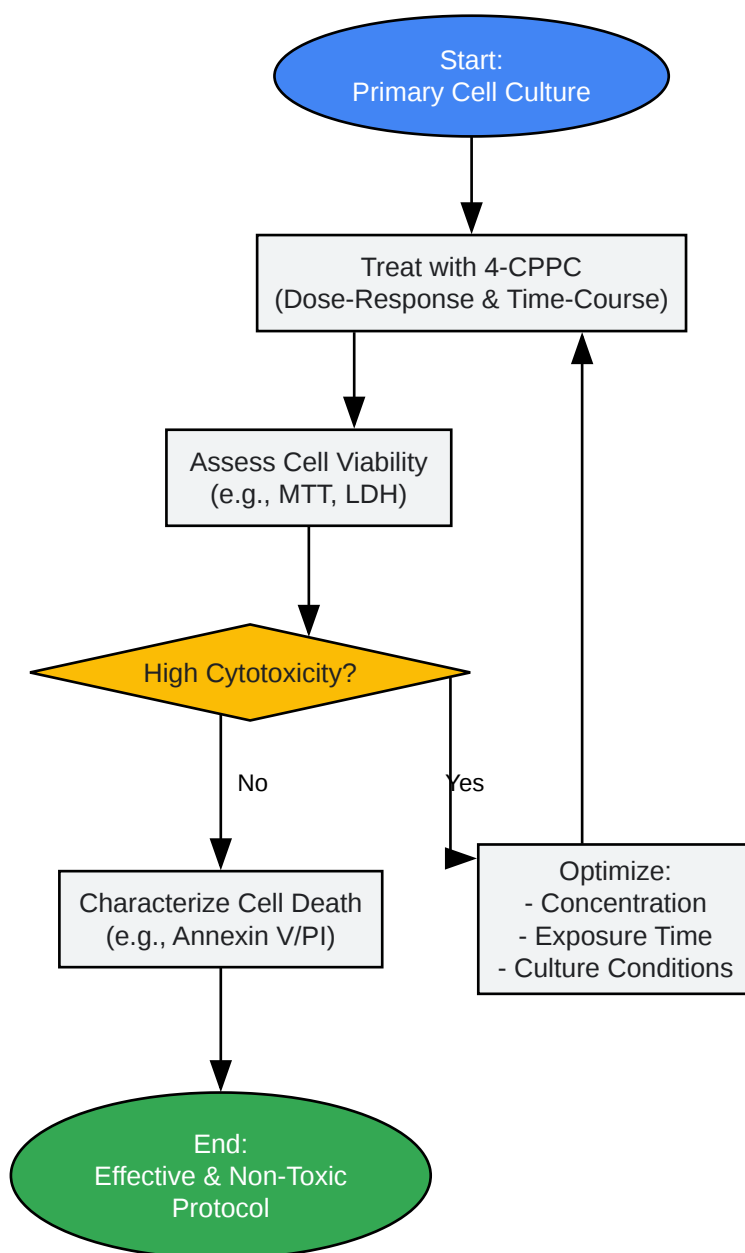 Start:
Primary Cell Culture
Treat with 4-CPPC
(Dose-Response & Time-Course)
Assess Cell Viability
(e.g., MTT, LDH)
High Cytotoxicity?
No
Yes
Characterize Cell Death
(e.g., Annexin V/PI)
Optimize:
- Concentration
- Exposure Time
- Culture Conditions
End:
Effective & Non-Toxic
Protocol